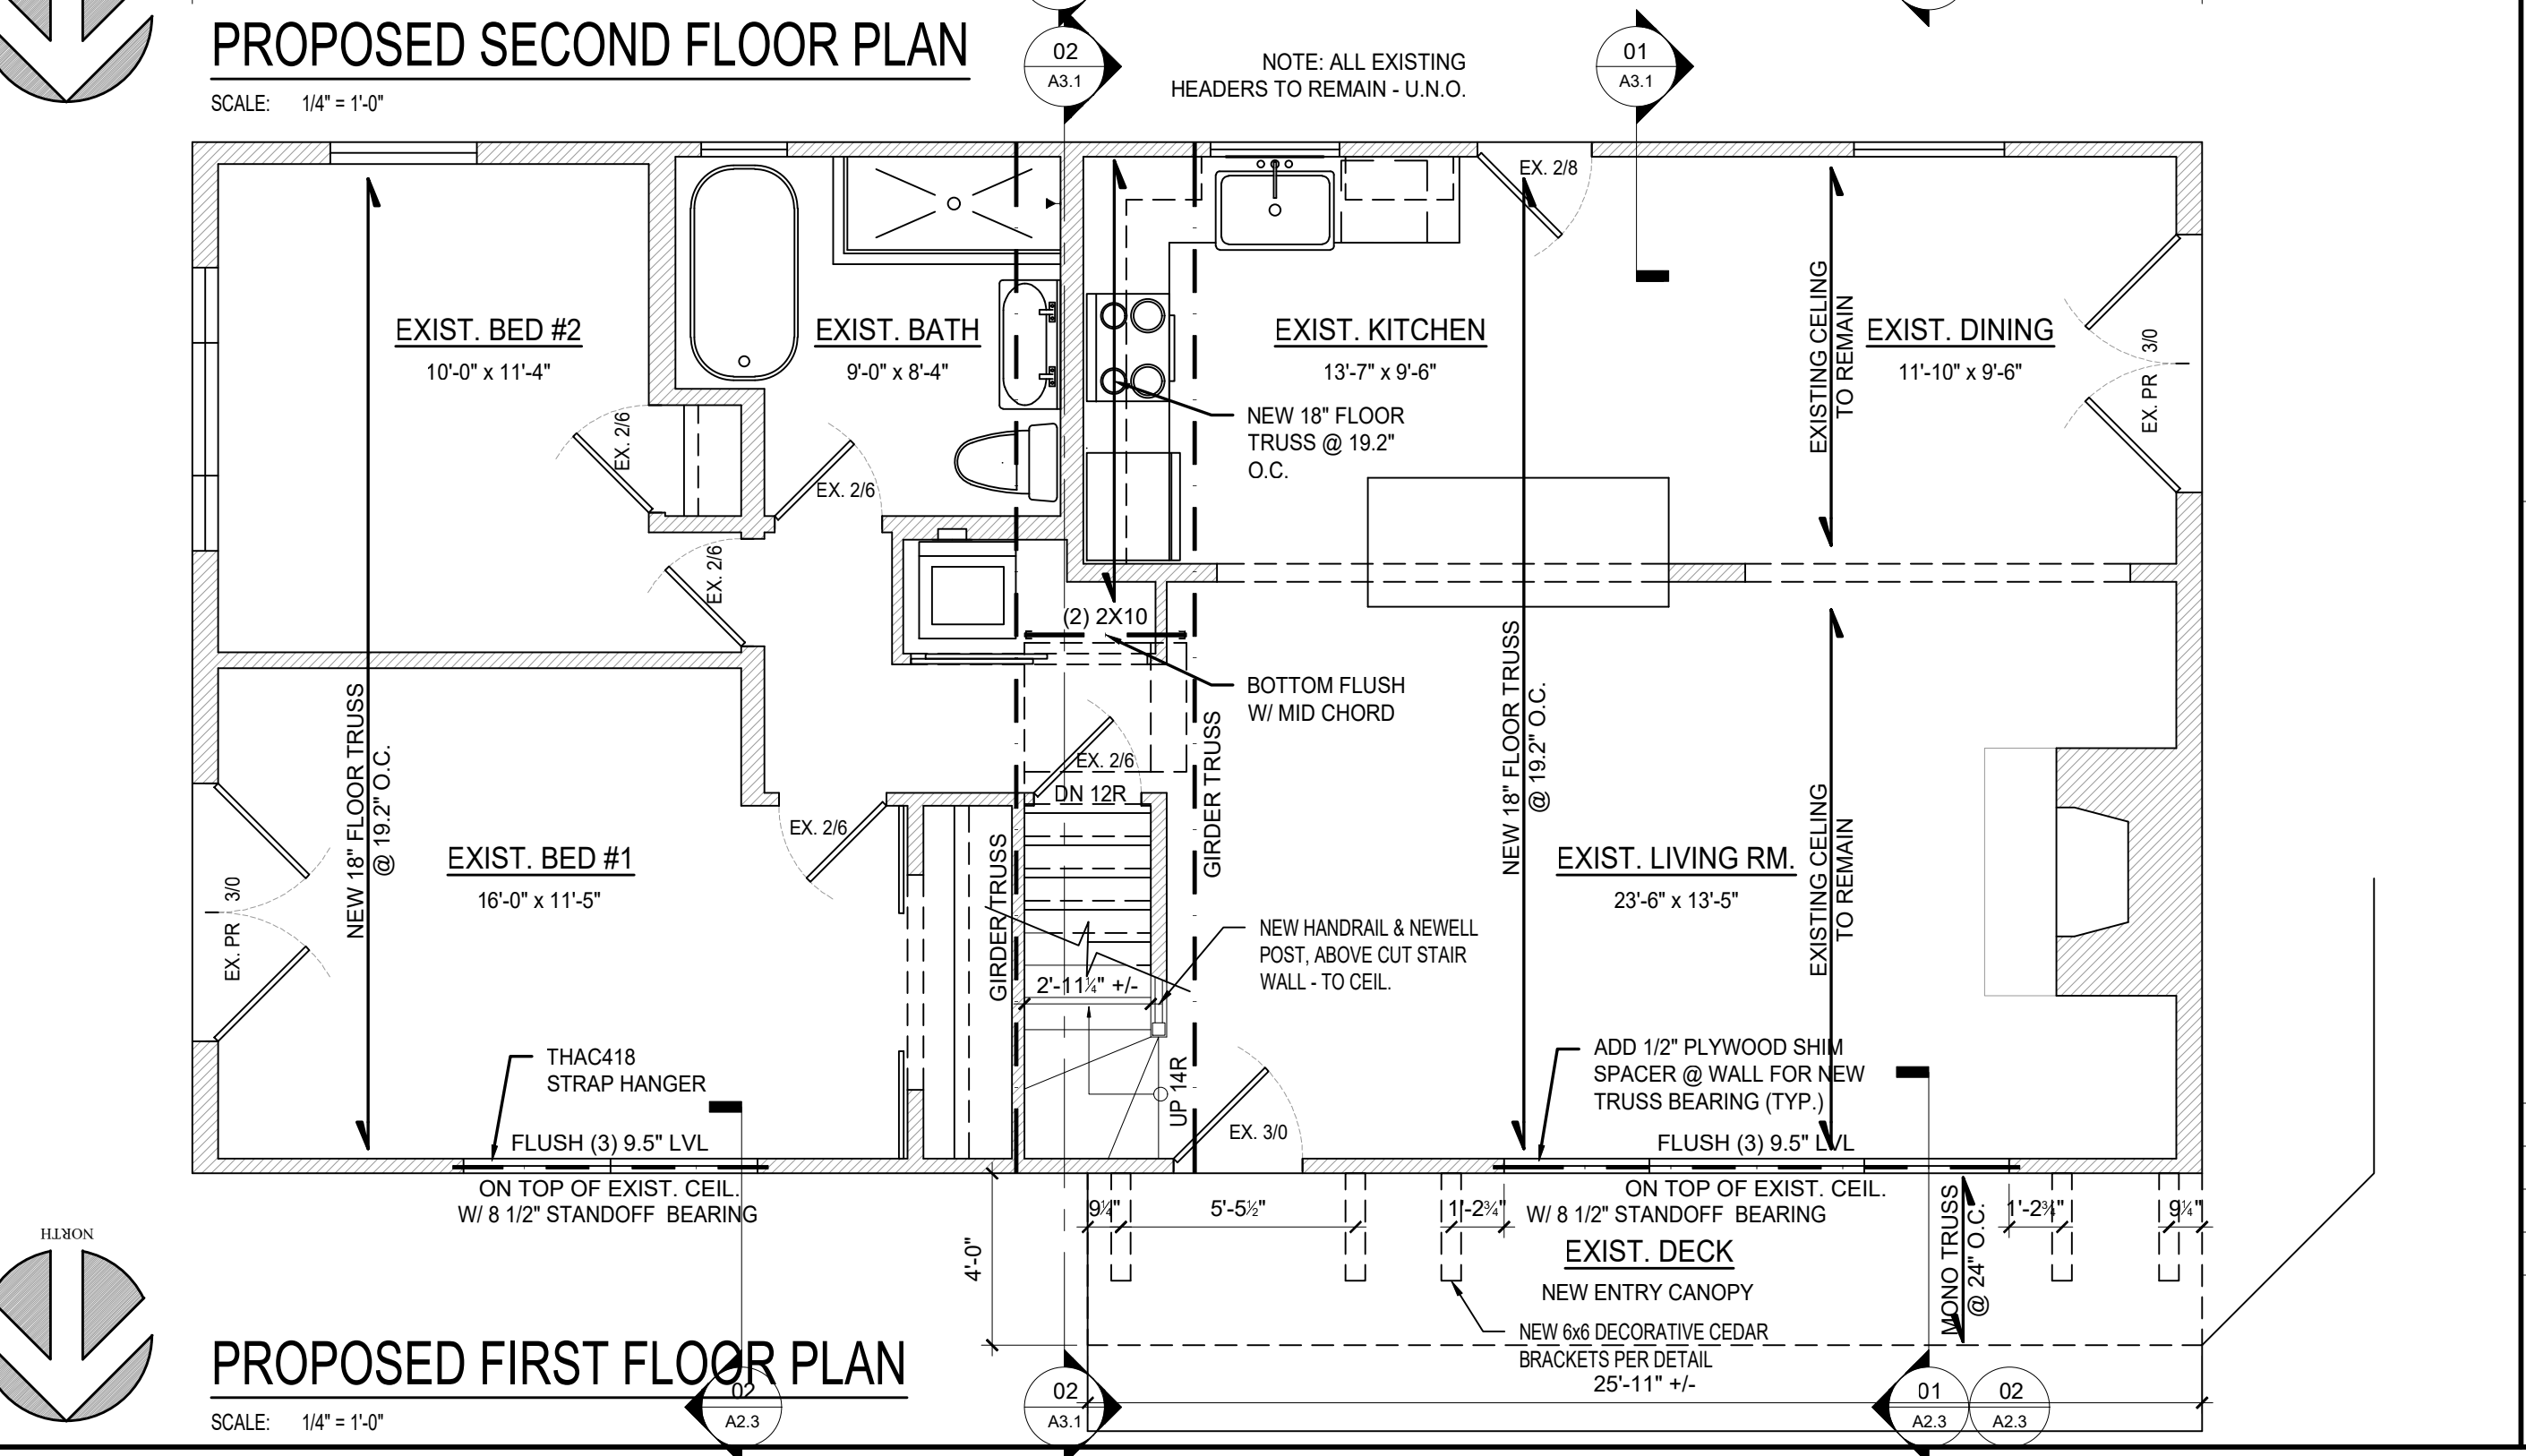 PROPOSED SECOND FLOOR PLAN
SCALE: 1/4" = 1'-0"
02
A3.1
NOTE: ALL EXISTING
HEADERS TO REMAIN - U.N.O.
01
A3.1
EX. 2/8
EXIST. BED #2
10'-0" x 11'-4"
EXIST. BATH
9'-0" x 8'-4"
EXIST. KITCHEN
13'-7" x 9'-6"
EXISTING CELING
TO REMAIN
EXIST. DINING
11'-10" x 9'-6"
EX. PR 3/0
NEW 18" FLOOR
TRUSS @ 19.2"
O.C.
EX. 2/6
EX. 2/6
EX. 2/6
(2) 2X10
BOTTOM FLUSH
W/ MID CHORD
NEW 18" FLOOR TRUSS
@ 19.2" O.C.
GIRDER TRUSS
NEW 18" FLOOR TRUSS
@ 19.2" O.C.
EX. 2/6
DN 12R
EX. 2/6
EXIST. BED #1
16'-0" x 11'-5"
EX. PR 3/0
GIRDER TRUSS
EXIST. LIVING RM.
23'-6" x 13'-5"
EXISTING CELING
TO REMAIN
NEW HANDRAIL & NEWELL
POST, ABOVE CUT STAIR
WALL - TO CEIL.
2'-11¼" +/-
UP 14R
THAC418
STRAP HANGER
ADD 1/2" PLYWOOD SHIM
SPACER @ WALL FOR NEW
TRUSS BEARING (TYP.)
EX. 3/0
FLUSH (3) 9.5" LVL
ON TOP OF EXIST. CEIL.
W/ 8 1/2" STANDOFF BEARING
FLUSH (3) 9.5" LVL
ON TOP OF EXIST. CEIL.
W/ 8 1/2" STANDOFF BEARING
9¼"
5'-5½"
1'-2¾"
1'-2¾"
9¼"
4'-0"
EXIST. DECK
NEW ENTRY CANOPY
MONO TRUSS
@ 24" O.C.
NEW 6x6 DECORATIVE CEDAR
BRACKETS PER DETAIL
25'-11" +/-
NORTH
PROPOSED FIRST FLOOR PLAN
SCALE: 1/4" = 1'-0"
02
A2.3
02
A3.1
01
A2.3
02
A2.3